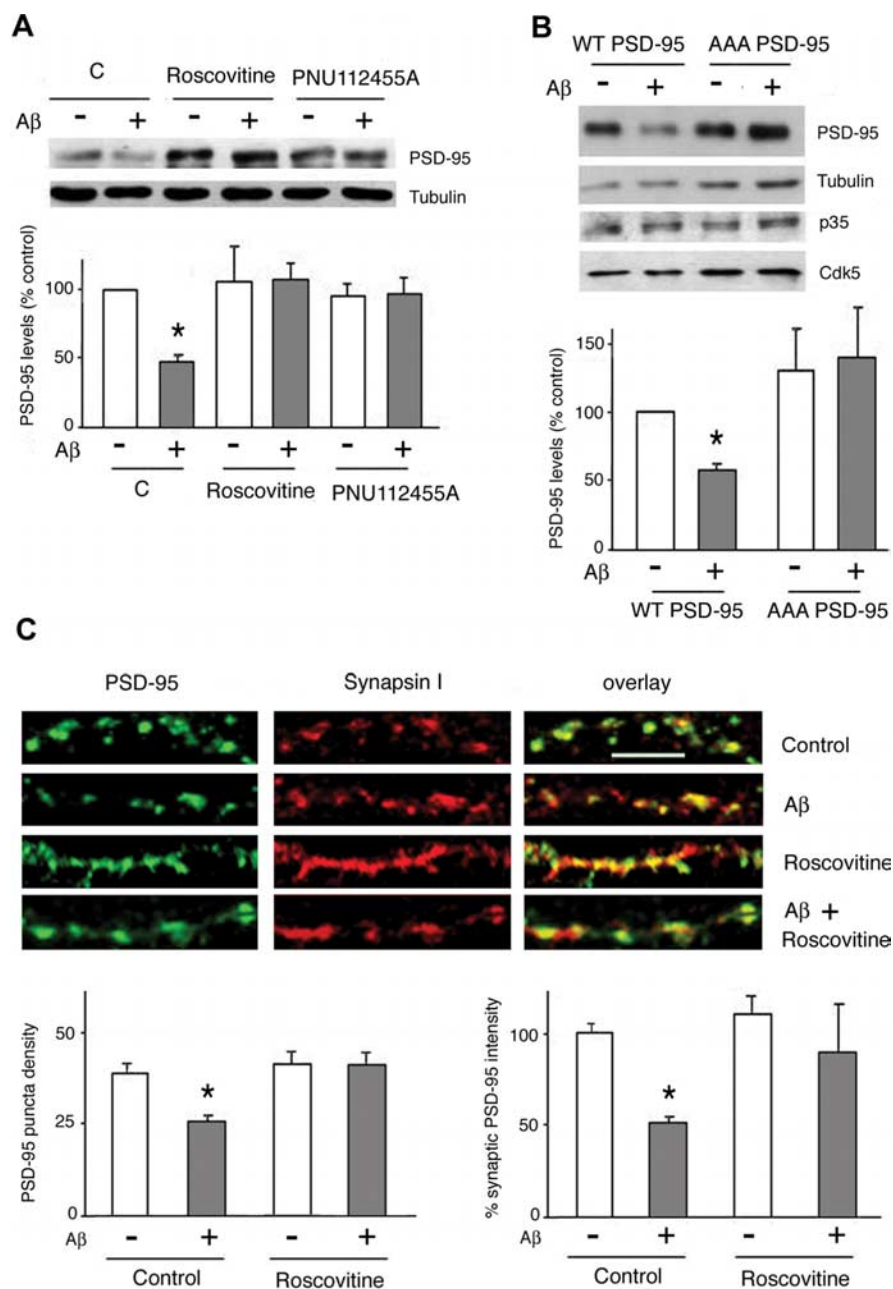 A
C Roscovitine PNU112455A
Aβ - + - + - +
PSD-95
Tubulin
PSD-95 levels (% control)
100
50
0
*
Aβ - + - + - +
C Roscovitine PNU112455A
B
WT PSD-95 AAA PSD-95
Aβ - + - +
PSD-95
Tubulin
p35
Cdk5
PSD-95 levels (% control)
150
100
50
0
*
Aβ - + - +
WT PSD-95 AAA PSD-95
C
PSD-95 Synapsin I overlay
Control
Aβ
Roscovitine
Aβ +
Roscovitine
PSD-95 puncta density
50
25
0
*
Aβ - + - +
Control Roscovitine
% synaptic PSD-95 intensity
100
50
0
*
Aβ - + - +
Control Roscovitine